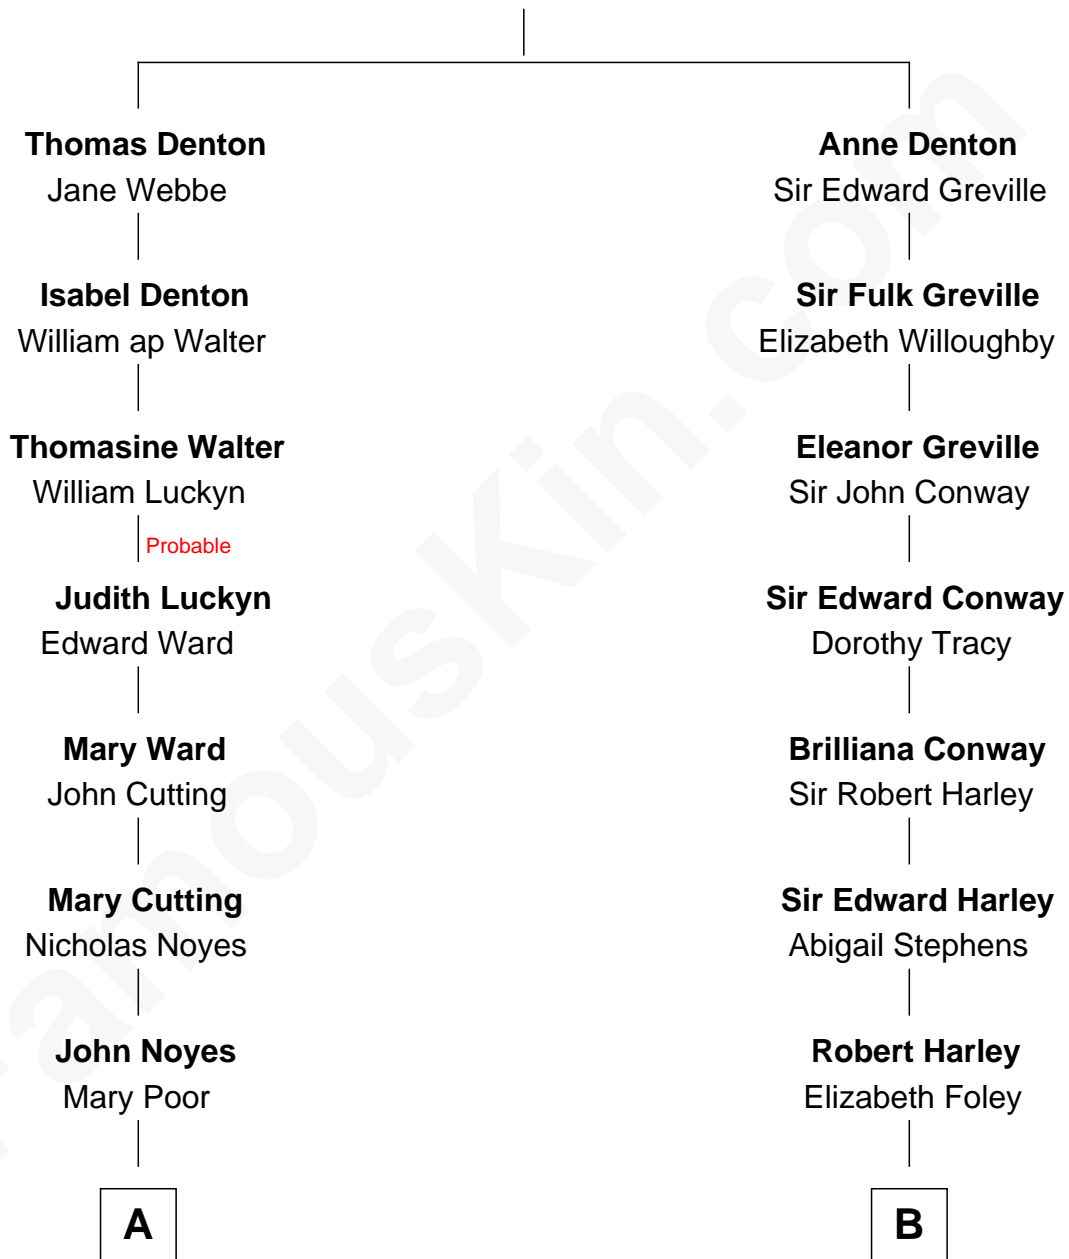 Thomas Denton
Jane Webbe
Isabel Denton
William ap Walter
Thomasine Walter
William Luckyn
Probable
Judith Luckyn
Edward Ward
Mary Ward
John Cutting
Mary Cutting
Nicholas Noyes
John Noyes
Mary Poor
A
Anne Denton
Sir Edward Greville
Sir Fulk Greville
Elizabeth Willoughby
Eleanor Greville
Sir John Conway
Sir Edward Conway
Dorothy Tracy
Brilliana Conway
Sir Robert Harley
Sir Edward Harley
Abigail Stephens
Robert Harley
Elizabeth Foley
B
FamousKin.com